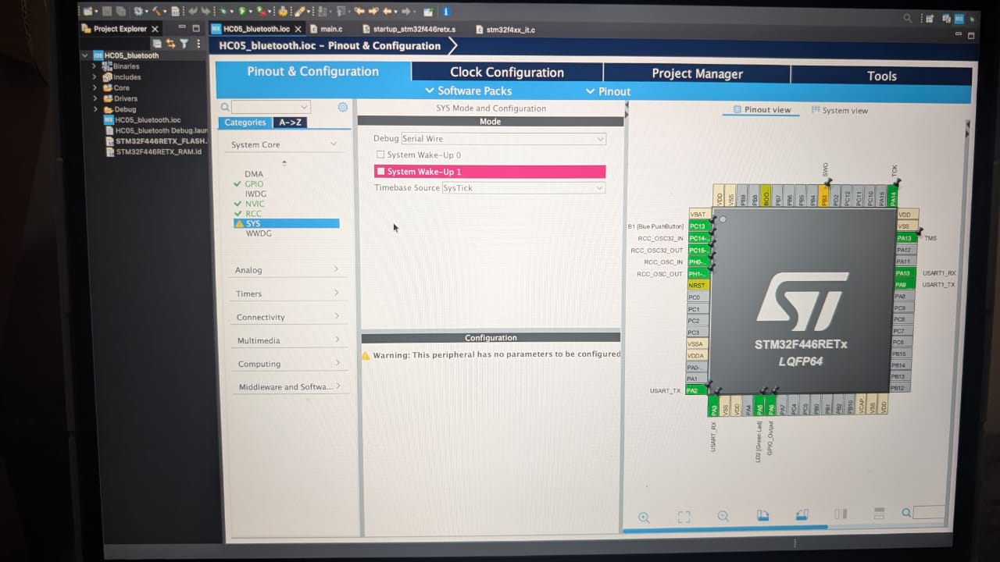 Project Explorer
HC05_bluetooth.ioc
main.c
startup_stm32f446retx.s
stm32f4xx_it.c
HC05_bluetooth.ioc - Pinout & Configuration
HC05_bluetooth
Binaries
Includes
Core
Drivers
Debug
HC05_bluetooth.ioc
HC05_bluetooth Debug.laun
STM32F446RETX_FLASH.
STM32F446RETX_RAM.ld
Pinout & Configuration
Clock Configuration
Project Manager
Tools
Software Packs
Pinout
Categories
A->Z
System Core
DMA
GPIO
IWDG
NVIC
RCC
SYS
WWDG
Analog
Timers
Connectivity
Multimedia
Computing
Middleware and Softwa...
SYS Mode and Configuration
Mode
Debug Serial Wire
System Wake-Up 0
System Wake-Up 1
Timebase Source SysTick
Configuration
Warning: This peripheral has no parameters to be configured
Pinout view
System view
SWO
TCK
VDD
VSS
PB9
PB8
BOO..
PB7
PB6
PB5
PB4
PB3
PD2
PC12
PC11
PC10
PA15
PA14
VBAT
B1 [Blue PushButton] PC13
RCC_OSC32_IN PC14-..
RCC_OSC32_OUT PC15-..
RCC_OSC_IN PH0-..
RCC_OSC_OUT PH1-..
NRST
PC0
PC1
PC2
PC3
VSSA
VDDA
PA0-..
PA1
USART_TX PA2
VDD
VSS
PA13 TMS
PA12
PA11
PA10 USART1_RX
PA9 USART1_TX
PA8
PC9
PC8
PC7
PC6
PB15
PB14
PB13
PB12
STM32F446RETx
LQFP64
PA3
VSS
VDD
PA4
PA5
PA6
PA7
PC4
PC5
PB0
PB1
PB2
PB10
VCAP..
VSS
VDD
USART_RX
LD2 [Green Led]
GPIO_Output